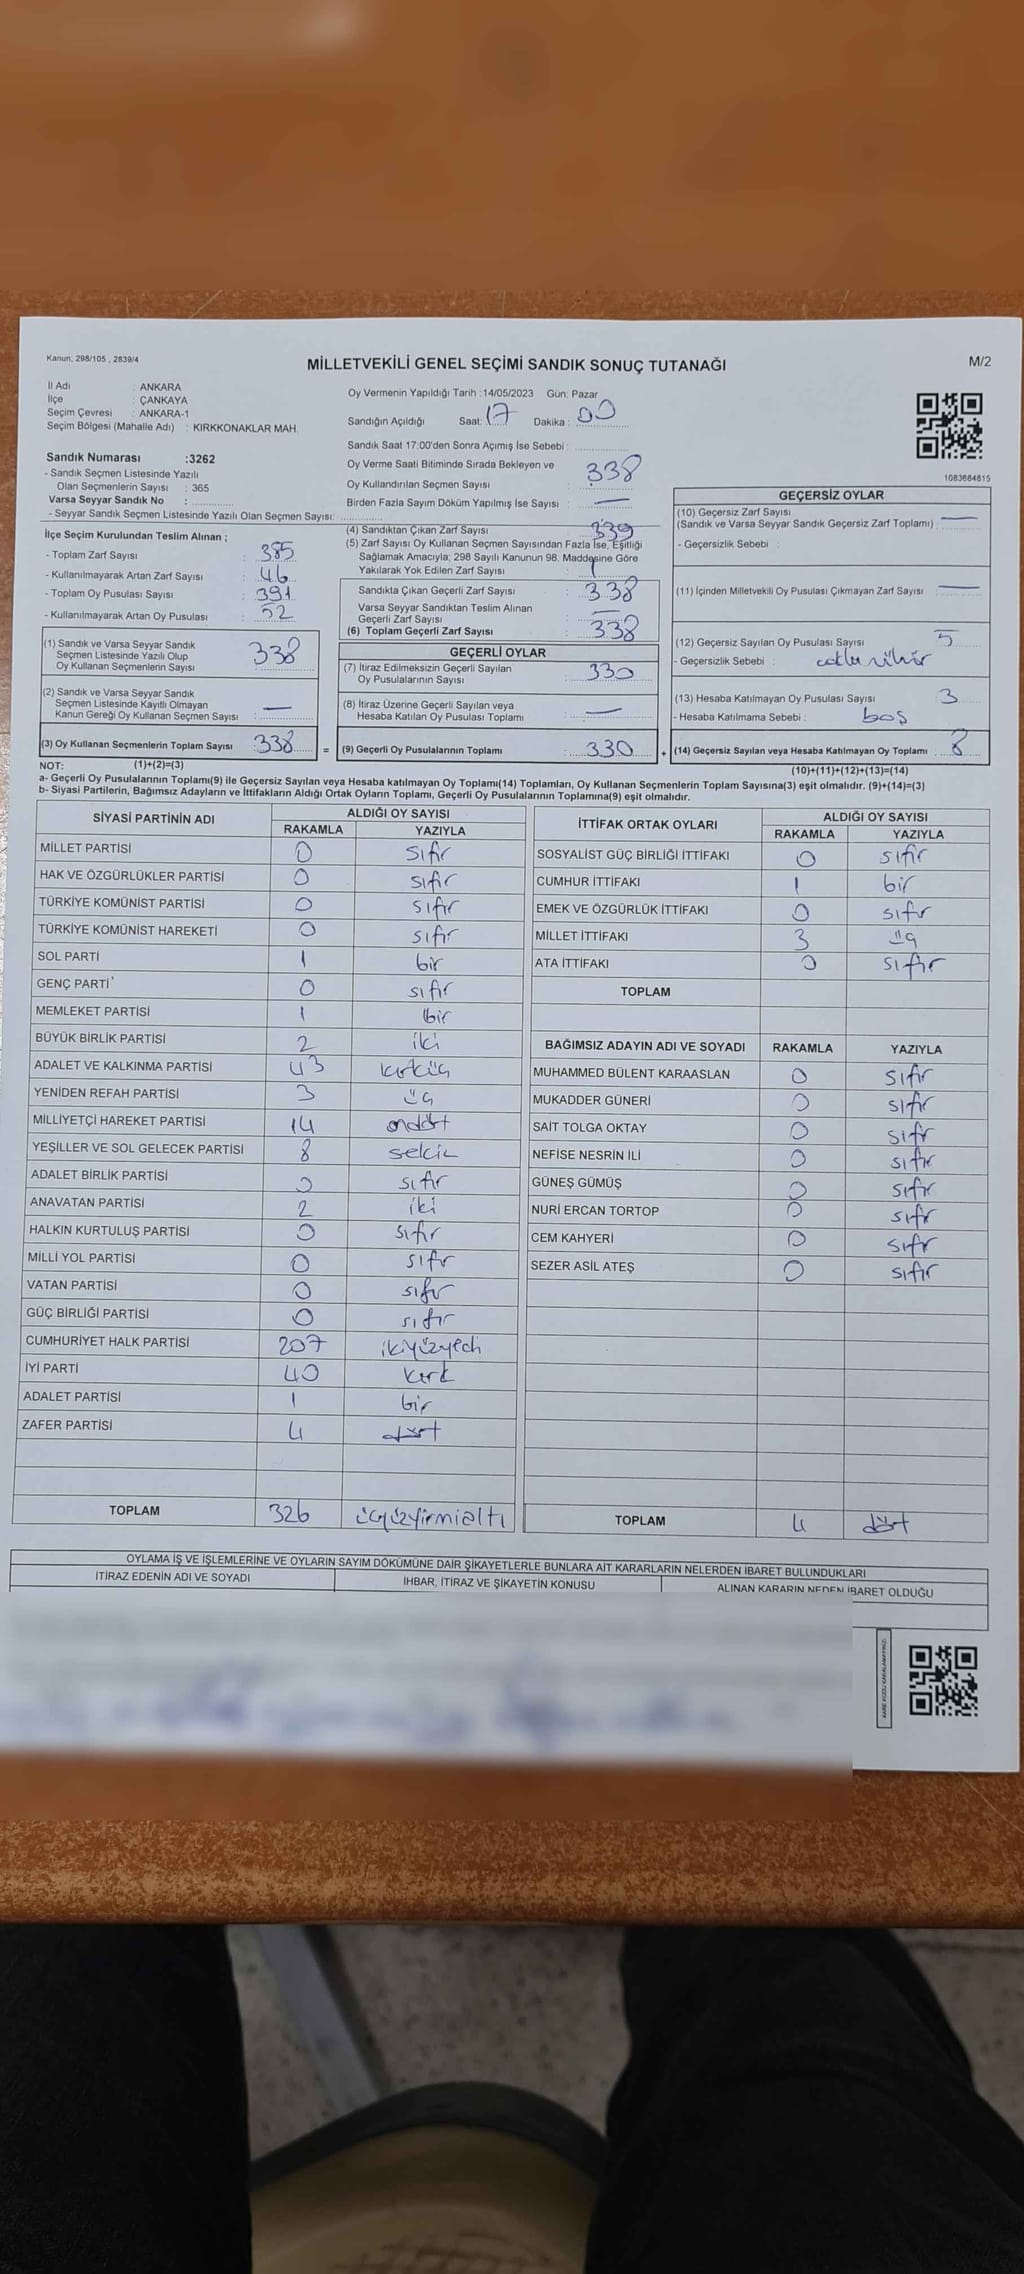 Kanun; 298/105 , 2839/4
MİLLETVEKİLİ GENEL SEÇİMİ SANDIK SONUÇ TUTANAĞI
M/2
İl Adı : ANKARA
İlçe : ÇANKAYA
Seçim Çevresi : ANKARA-1
Seçim Bölgesi (Mahalle Adı) : KIRKKONAKLAR MAH.
Sandık Numarası :3262
- Sandık Seçmen Listesinde Yazılı
Olan Seçmenlerin Sayısı : 365
Varsa Seyyar Sandık No :
- Seyyar Sandık Seçmen Listesinde Yazılı Olan Seçmen Sayısı:
İlçe Seçim Kurulundan Teslim Alınan ;
- Toplam Zarf Sayısı : 385
- Kullanılmayarak Artan Zarf Sayısı : 46
- Toplam Oy Pusulası Sayısı : 391
- Kullanılmayarak Artan Oy Pusulası : 52
(1) Sandık ve Varsa Seyyar Sandık
Seçmen Listesinde Yazılı Olup
Oy Kullanan Seçmenlerin Sayısı : 338
(2) Sandık ve Varsa Seyyar Sandık
Seçmen Listesinde Kayıtlı Olmayan
Kanun Gereği Oy Kullanan Seçmen Sayısı : —
(3) Oy Kullanan Seçmenlerin Toplam Sayısı : 338 =
Oy Vermenin Yapıldığı Tarih :14/05/2023 Gün: Pazar
Sandığın Açıldığı Saat: 17 Dakika : 00
Sandık Saat 17:00'den Sonra Açımış İse Sebebi :
Oy Verme Saati Bitiminde Sırada Bekleyen ve
Oy Kullandırılan Seçmen Sayısı : 338
Birden Fazla Sayım Döküm Yapılmış İse Sayısı : —
(4) Sandıktan Çıkan Zarf Sayısı : 339
(5) Zarf Sayısı Oy Kullanan Seçmen Sayısından Fazla İse, Eşitliği
Sağlamak Amacıyla; 298 Sayılı Kanunun 98. Maddesine Göre
Yakılarak Yok Edilen Zarf Sayısı : 1
Sandıkta Çıkan Geçerli Zarf Sayısı : 338
Varsa Seyyar Sandıktan Teslim Alınan
Geçerli Zarf Sayısı : —
(6) Toplam Geçerli Zarf Sayısı : 338
GEÇERLİ OYLAR
(7) İtiraz Edilmeksizin Geçerli Sayılan
Oy Pusulalarının Sayısı : 330
(8) İtiraz Üzerine Geçerli Sayılan veya
Hesaba Katılan Oy Pusulası Toplamı : —
(9) Geçerli Oy Pusulalarının Toplamı : 330 +
1083684815
GEÇERSİZ OYLAR
(10) Geçersiz Zarf Sayısı
(Sandık ve Varsa Seyyar Sandık Geçersiz Zarf Toplamı) : —
- Geçersizlik Sebebi :
(11) İçinden Milletvekili Oy Pusulası Çıkmayan Zarf Sayısı : —
(12) Geçersiz Sayılan Oy Pusulası Sayısı : 5
- Geçersizlik Sebebi :
(13) Hesaba Katılmayan Oy Pusulası Sayısı : 3
- Hesaba Katılmama Sebebi : boş
(14) Geçersiz Sayılan veya Hesaba Katılmayan Oy Toplamı : 8
NOT: (1)+(2)=(3)
(10)+(11)+(12)+(13)=(14)
a- Geçerli Oy Pusulalarının Toplamı(9) ile Geçersiz Sayılan veya Hesaba katılmayan Oy Toplamı(14) Toplamları, Oy Kullanan Seçmenlerin Toplam Sayısına(3) eşit olmalıdır. (9)+(14)=(3)
b- Siyasi Partilerin, Bağımsız Adayların ve İttifakların Aldığı Ortak Oyların Toplamı, Geçerli Oy Pusulalarının Toplamına(9) eşit olmalıdır.
SİYASİ PARTİNİN ADI ALDIĞI OY SAYISI
RAKAMLA YAZIYLA
MİLLET PARTİSİ 0 sıfır
HAK VE ÖZGÜRLÜKLER PARTİSİ 0 sıfır
TÜRKİYE KOMÜNİST PARTİSİ 0 sıfır
TÜRKİYE KOMÜNİST HAREKETİ 0 sıfır
SOL PARTİ 1 bir
GENÇ PARTİ 0 sıfır
MEMLEKET PARTİSİ 1 bir
BÜYÜK BİRLİK PARTİSİ 2 iki
ADALET VE KALKINMA PARTİSİ 43 kırküç
YENİDEN REFAH PARTİSİ 3 üç
MİLLİYETÇİ HAREKET PARTİSİ 14 ondört
YEŞİLLER VE SOL GELECEK PARTİSİ 8 sekiz
ADALET BİRLİK PARTİSİ 0 sıfır
ANAVATAN PARTİSİ 2 iki
HALKIN KURTULUŞ PARTİSİ 0 sıfır
MİLLİ YOL PARTİSİ 0 sıfır
VATAN PARTİSİ 0 sıfır
GÜÇ BİRLİĞİ PARTİSİ 0 sıfır
CUMHURİYET HALK PARTİSİ 207 ikiyüzyedi
İYİ PARTİ 40 kırk
ADALET PARTİSİ 1 bir
ZAFER PARTİSİ 4 dört
TOPLAM 326 üçyüzyirmialtı
İTTİFAK ORTAK OYLARI ALDIĞI OY SAYISI
RAKAMLA YAZIYLA
SOSYALİST GÜÇ BİRLİĞİ İTTİFAKI 0 sıfır
CUMHUR İTTİFAKI 1 bir
EMEK VE ÖZGÜRLÜK İTTİFAKI 0 sıfır
MİLLET İTTİFAKI 3 üç
ATA İTTİFAKI 0 sıfır
TOPLAM
BAĞIMSIZ ADAYIN ADI VE SOYADI RAKAMLA YAZIYLA
MUHAMMED BÜLENT KARAASLAN 0 sıfır
MUKADDER GÜNERİ 0 sıfır
SAİT TOLGA OKTAY 0 sıfır
NEFİSE NESRİN İLİ 0 sıfır
GÜNEŞ GÜMÜŞ 0 sıfır
NURİ ERCAN TORTOP 0 sıfır
CEM KAHYERİ 0 sıfır
SEZER ASİL ATEŞ 0 sıfır
TOPLAM 4 dört
OYLAMA İŞ VE İŞLEMLERİNE VE OYLARIN SAYIM DÖKÜMÜNE DAİR ŞİKAYETLERLE BUNLARA AİT KARARLARIN NELERDEN İBARET BULUNDUKLARI
İTİRAZ EDENİN ADI VE SOYADI İHBAR, İTİRAZ VE ŞİKAYETİN KONUSU ALINAN KARARIN NEDEN İBARET OLDUĞU